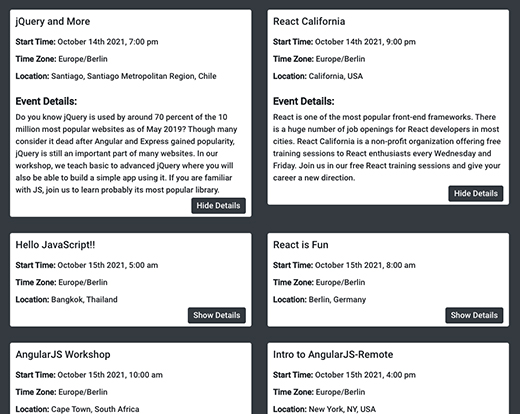 jQuery and More
Start Time: October 14th 2021, 7:00 pm
Time Zone: Europe/Berlin
Location: Santiago, Santiago Metropolitan Region, Chile
Event Details:
Do you know jQuery is used by around 70 percent of the 10
million most popular websites as of May 2019? Though many
consider it dead after Angular and Express gained popularity,
jQuery is still an important part of many websites. In our
workshop, we teach basic to advanced jQuery where you will
also be able to build a simple app using it. If you are familiar
with JS, join us to learn probably its most popular library.
Hide Details
React California
Start Time: October 14th 2021, 9:00 pm
Time Zone: Europe/Berlin
Location: California, USA
Event Details:
React is one of the most popular front-end frameworks. There
is a huge number of job openings for React developers in most
cities. React California is a non-profit organization offering free
training sessions to React enthusiasts every Wednesday and
Friday. Join us in our free React training sessions and give your
career a new direction.
Hide Details
Hello JavaScript!!
Start Time: October 15th 2021, 5:00 am
Time Zone: Europe/Berlin
Location: Bangkok, Thailand
Show Details
React is Fun
Start Time: October 15th 2021, 8:00 am
Time Zone: Europe/Berlin
Location: Berlin, Germany
Show Details
AngularJS Workshop
Start Time: October 15th 2021, 10:00 am
Time Zone: Europe/Berlin
Location: Cape Town, South Africa
Intro to AngularJS-Remote
Start Time: October 15th 2021, 4:00 pm
Time Zone: Europe/Berlin
Location: New York, NY, USA